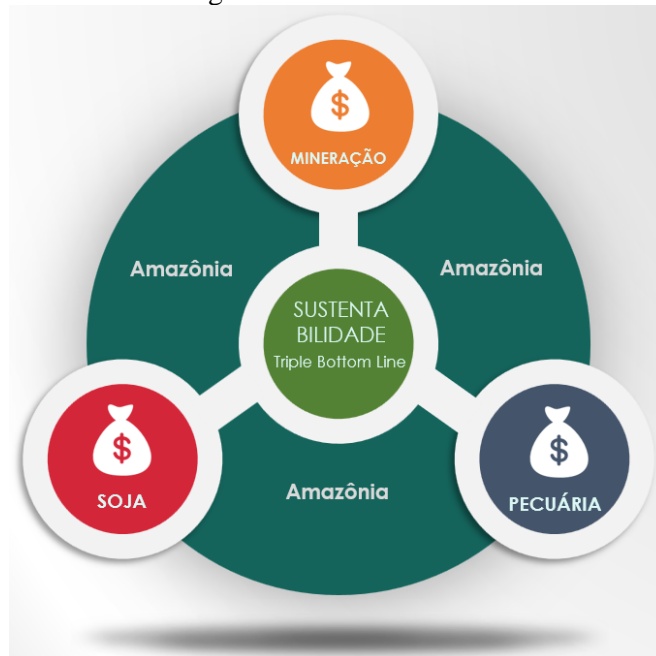 $
MINERAÇÃO
Amazônia
Amazônia
SUSTENTA
BILIDADE
Triple Bottom Line
$
SOJA
Amazônia
$
PECUÁRIA